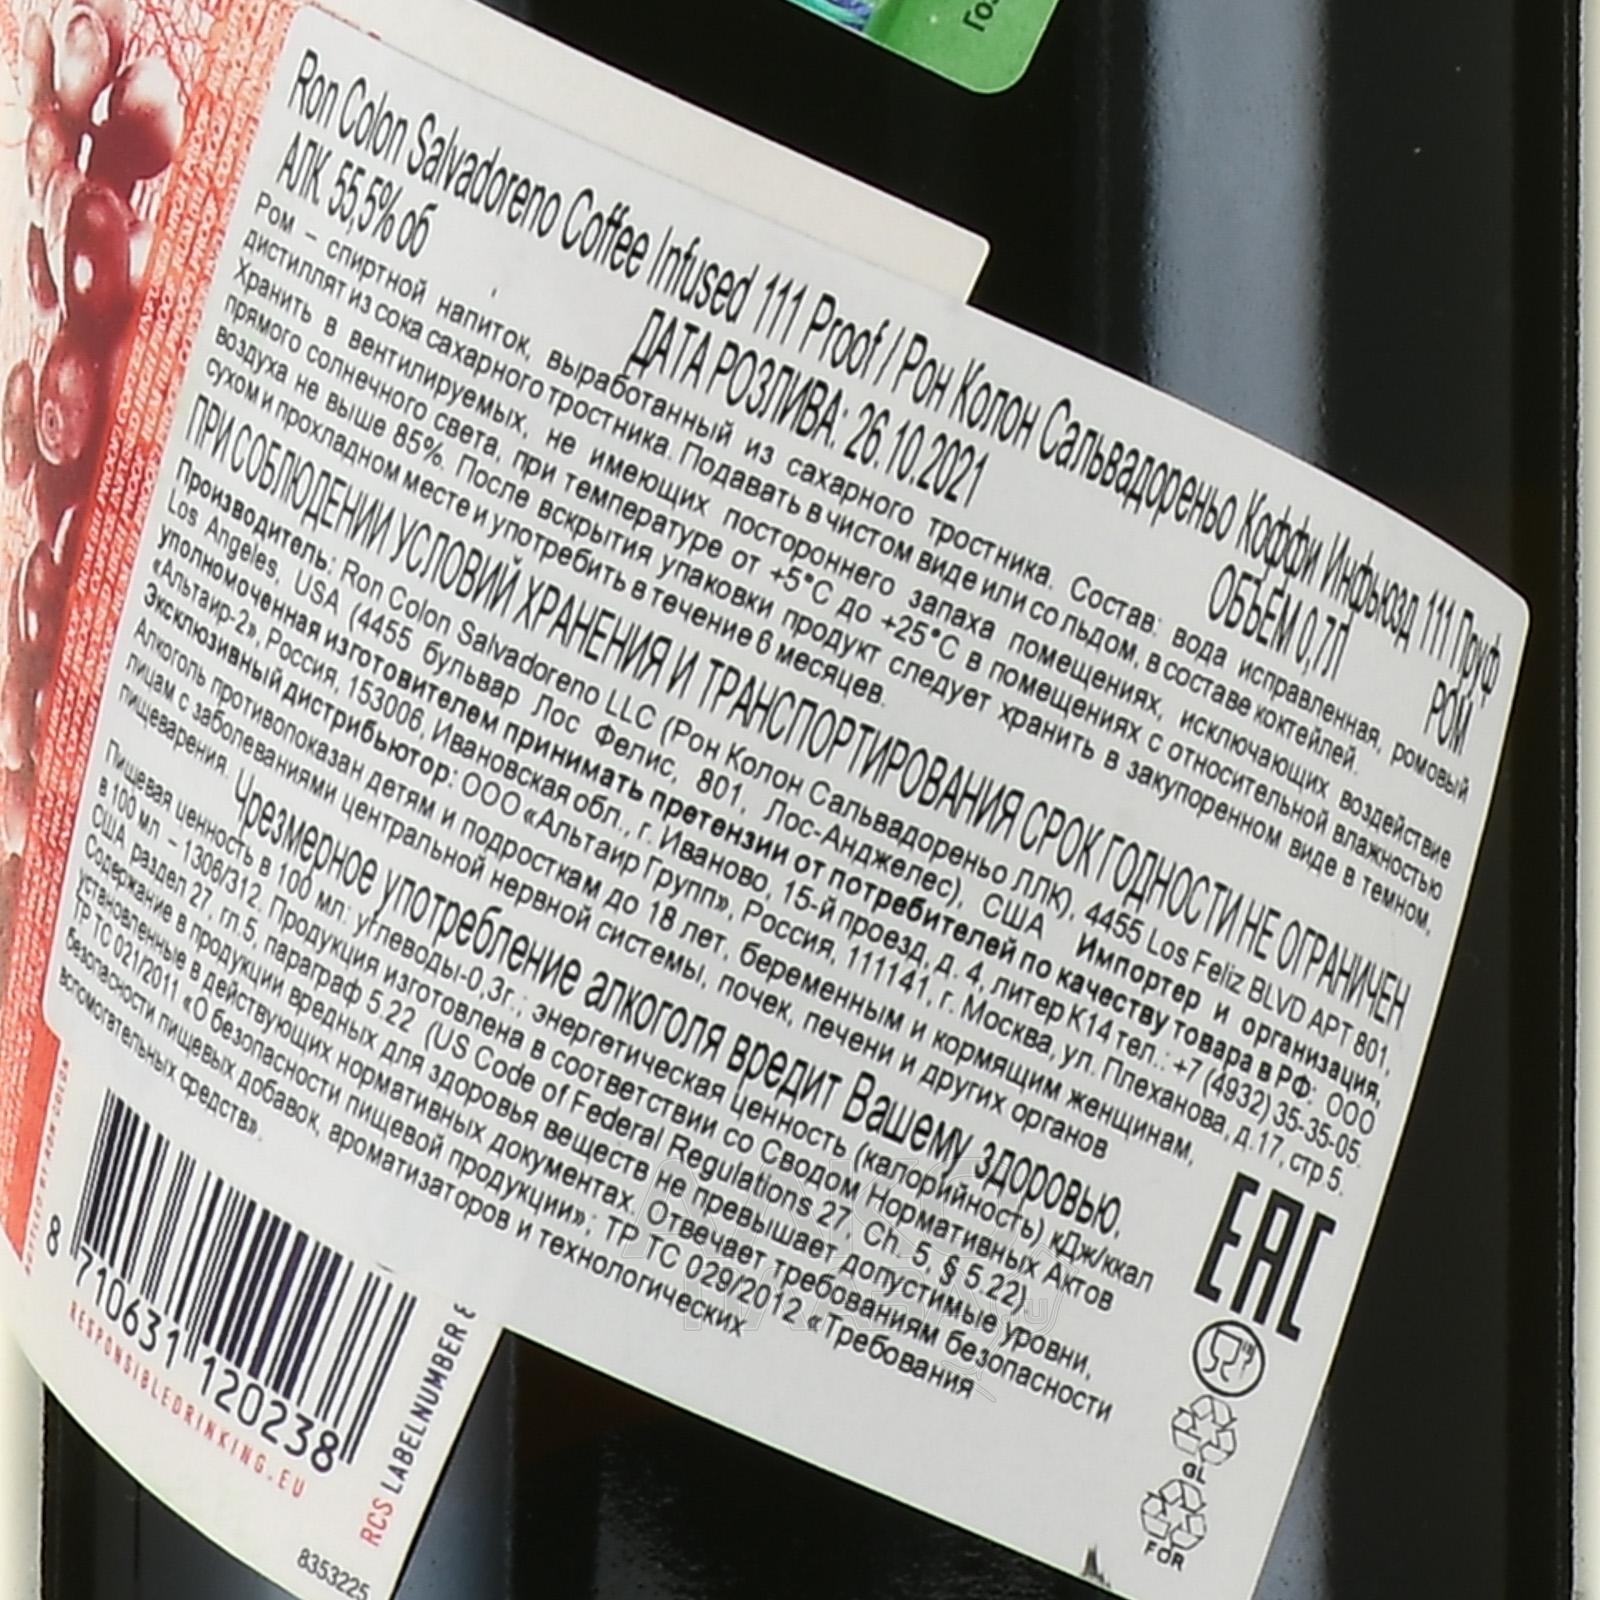 Ron Colon Salvadoreno Coffee Infused 111 Proof / Рон Колон Сальвадореньо Коффи Инфьюзд 111 Пруф
АЛК. 55,5% об ДАТА РОЗЛИВА: 26.10.2021 ОБЪЁМ 0,7Л РОМ
Ром – спиртной напиток, выработанный из сахарного тростника. Состав: вода исправленная, ромовый
дистиллят из сока сахарного тростника. Подавать в чистом виде или со льдом, в составе коктейлей.
Хранить в вентилируемых, не имеющих постороннего запаха помещениях, исключающих воздействие
прямого солнечного света, при температуре от +5°С до +25°С в помещениях с относительной влажностью
воздуха не выше 85%. После вскрытия упаковки продукт следует хранить в закупоренном виде в темном,
сухом и прохладном месте и употребить в течение 6 месяцев.
ПРИ СОБЛЮДЕНИИ УСЛОВИЙ ХРАНЕНИЯ И ТРАНСПОРТИРОВАНИЯ СРОК ГОДНОСТИ НЕ ОГРАНИЧЕН
Производитель: Ron Colon Salvadoreno LLC (Рон Колон Сальвадореньо ЛЛК), 4455 Los Feliz BLVD APT 801,
Los Angeles, USA (4455 бульвар Лос Фелис, 801, Лос-Анджелес), США Импортер и организация,
уполномоченная изготовителем принимать претензии от потребителей по качеству товара в РФ: ООО
«Альтаир-2», Россия, 153006, Ивановская обл., г. Иваново, 15-й проезд, д. 4, литер К14 тел.: +7 (4932) 35-35-05.
Эксклюзивный дистрибьютор: ООО «Альтаир Групп», Россия, 111141, г. Москва, ул. Плеханова, д.17, стр 5.
Алкоголь противопоказан детям и подросткам до 18 лет, беременным и кормящим женщинам,
лицам с заболеваниями центральной нервной системы, почек, печени и других органов
пищеварения.
Чрезмерное употребление алкоголя вредит Вашему здоровью.
Пищевая ценность в 100 мл: углеводы-0,3г.; энергетическая ценность (калорийность) кДж/ккал
в 100 мл – 1306/312. Продукция изготовлена в соответствии со Сводом Нормативных Актов
США, раздел 27, гл.5, параграф 5.22 (US Code of Federal Regulations 27, Ch. 5, § 5.22).
Содержание в продукции вредных для здоровья веществ не превышает допустимые уровни,
установленные в действующих нормативных документах. Отвечает требованиям безопасности
ТР ТС 021/2011 «О безопасности пищевой продукции»; ТР ТС 029/2012 «Требования
безопасности пищевых добавок, ароматизаторов и технологических
вспомогательных средств».
EAC
GL
FOR
8 710631 120238
RESPONSIBLEDRINKING.EU
RCS LABELNUMBER
8353225